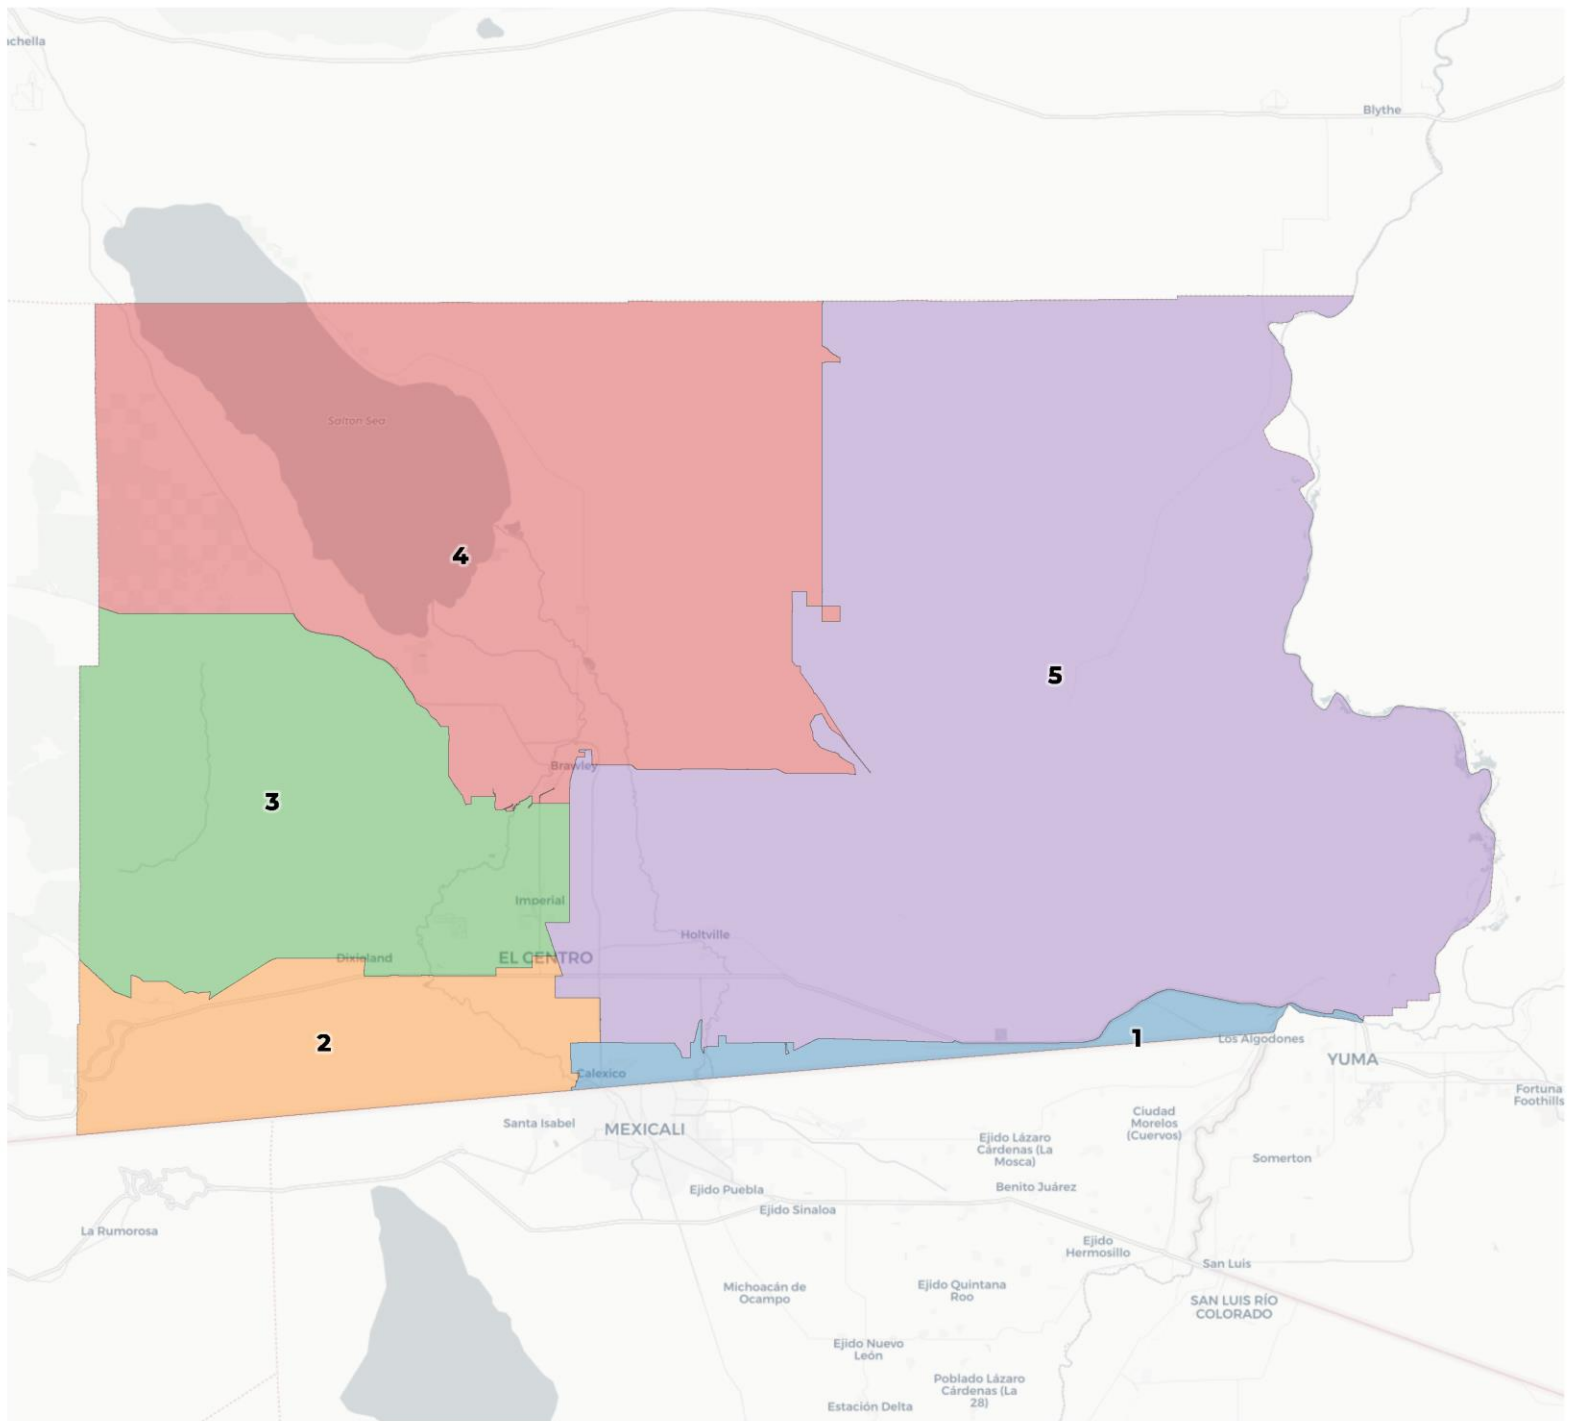 achella
Blythe
Salton Sea
4
5
Brawley
3
Imperial
Holtville
Dixieland
EL CENTRO
2
1
Los Algodones
YUMA
Calexico
Fortuna
Foothills
Santa Isabel
MEXICALI
Ciudad
Morelos
(Cuervos)
Ejido Lázaro
Cárdenas (La
Mosca)
Somerton
Ejido Puebla
Benito Juárez
Ejido Sinaloa
La Rumorosa
Ejido
Hermosillo
San Luis
Michoacán de
Ocampo
Ejido Quintana
Roo
SAN LUIS RÍO
COLORADO
Ejido Nuevo
León
Poblado Lázaro
Cárdenas (La
28)
Estación Delta